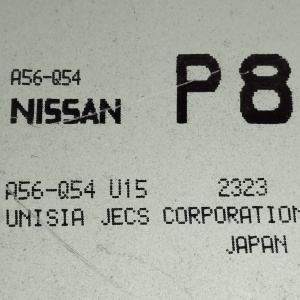 A56-Q54
NISSAN
P8
A56-Q54 U15 2323
UNISIA JECS CORPORATION
JAPAN